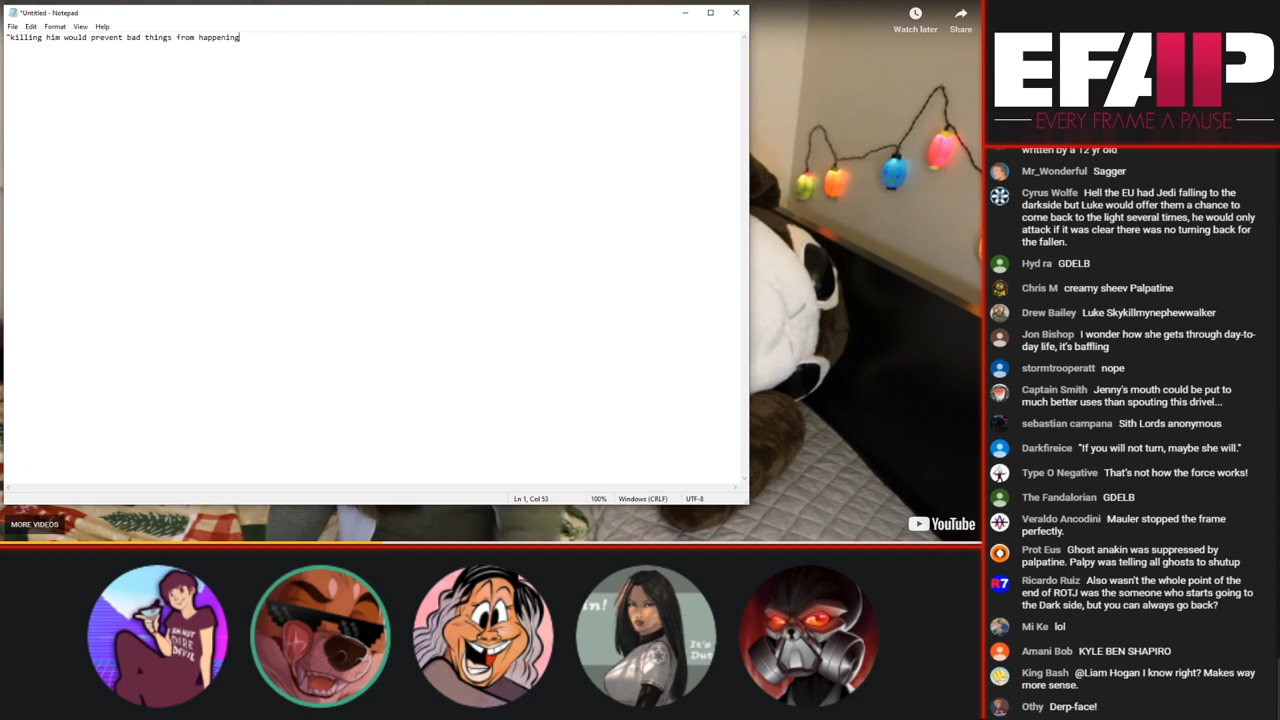 *Untitled - Notepad
File Edit Format View Help
"killing him would prevent bad things from happening
Ln 1, Col 53 100% Windows (CRLF) UTF-8
Watch later Share
MORE VIDEOS
YouTube
EFAP
EVERY FRAME A PAUSE
written by a 12 yr old
Mr_Wonderful Sagger
Cyrus Wolfe Hell the EU had Jedi falling to the
darkside but Luke would offer them a chance to
come back to the light several times, he would only
attack if it was clear there was no turning back for
the fallen.
Hyd ra GDELB
Chris M creamy sheev Palpatine
Drew Bailey Luke Skykillmynephewwalker
Jon Bishop I wonder how she gets through day-to-
day life, it's baffling
stormtrooperatt nope
Captain Smith Jenny's mouth could be put to
much better uses than spouting this drivel...
sebastian campana Sith Lords anonymous
Darkfireice "If you will not turn, maybe she will."
Type O Negative That's not how the force works!
The Fandalorian GDELB
Veraldo Ancodini Mauler stopped the frame
perfectly.
Prot Eus Ghost anakin was suppressed by
palpatine. Palpy was telling all ghosts to shutup
Ricardo Ruiz Also wasn't the whole point of the
end of ROTJ was the someone who starts going to
the Dark side, but you can always go back?
Mi Ke lol
Amani Bob KYLE BEN SHAPIRO
King Bash @Liam Hogan I know right? Makes way
more sense.
Othy Derp-face!
I'M NOT
DARE
DEVIL
in!
It's
Dut
R7